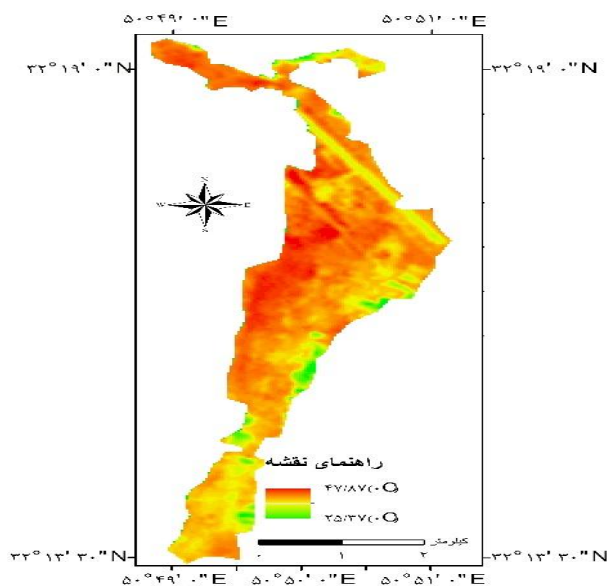 ۵۰°۴۹' ۰"E ۵۰°۵۱' ۰"E
۳۲°۱۹' ۰"N ۳۲°۱۹' ۰"N
N
W E
S
راهنمای نقشه
۴۷/۸۷(۰C)
۲۵/۳۷(۰C)
۰ ۱ ۲ کیلومتر
۳۲°۱۳' ۳۰"N ۳۲°۱۳' ۳۰"N
۵۰°۴۹' ۰"E ۵۰°۵۰' ۰"E ۵۰°۵۱' ۰"E